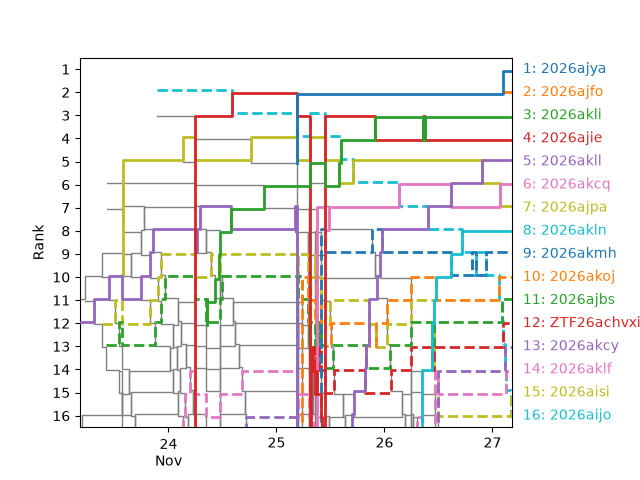 1
2
3
4
5
6
7
8
9
10
11
12
13
14
15
16
Rank
24
25
26
27
Nov
1: 2026ajya
2: 2026ajfo
3: 2026akli
4: 2026ajie
5: 2026akll
6: 2026akcq
7: 2026ajpa
8: 2026akln
9: 2026akmh
10: 2026akoj
11: 2026ajbs
12: ZTF26achvxi
13: 2026akcy
14: 2026aklf
15: 2026aisi
16: 2026aijo